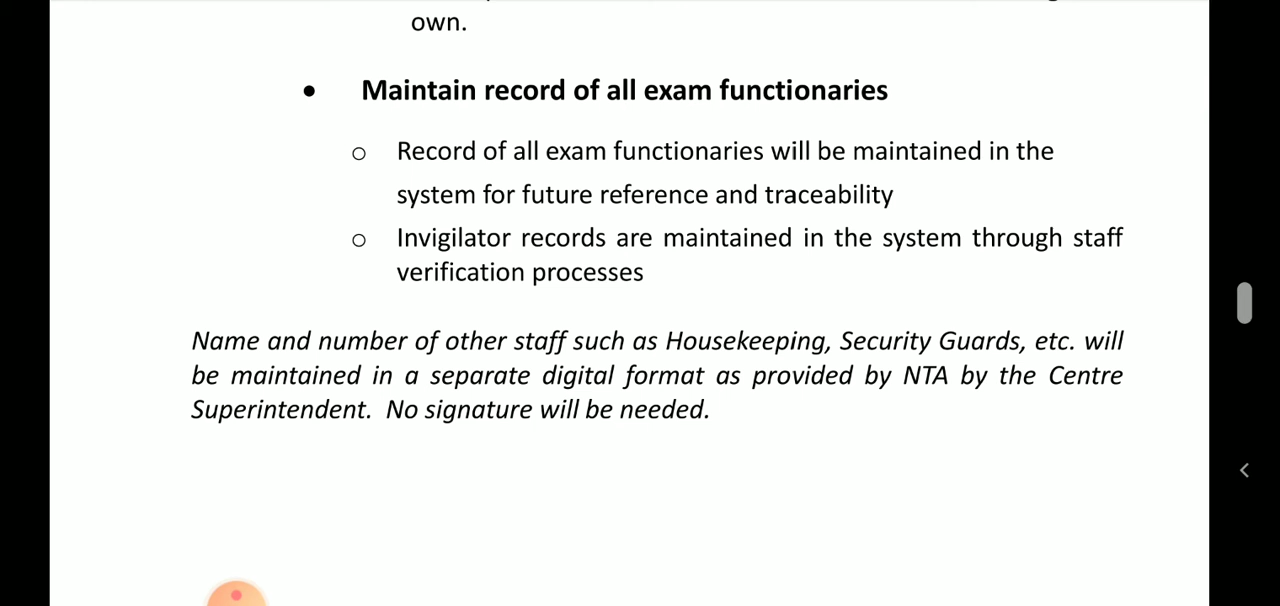 own.
• Maintain record of all exam functionaries
o Record of all exam functionaries will be maintained in the
system for future reference and traceability
o Invigilator records are maintained in the system through staff
verification processes
Name and number of other staff such as Housekeeping, Security Guards, etc. will
be maintained in a separate digital format as provided by NTA by the Centre
Superintendent. No signature will be needed.